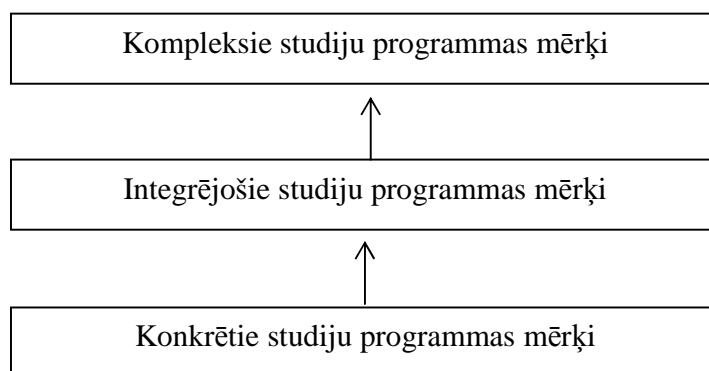 Kompleksie studiju programmas mērķi
Integrējošie studiju programmas mērķi
Konkrētie studiju programmas mērķi